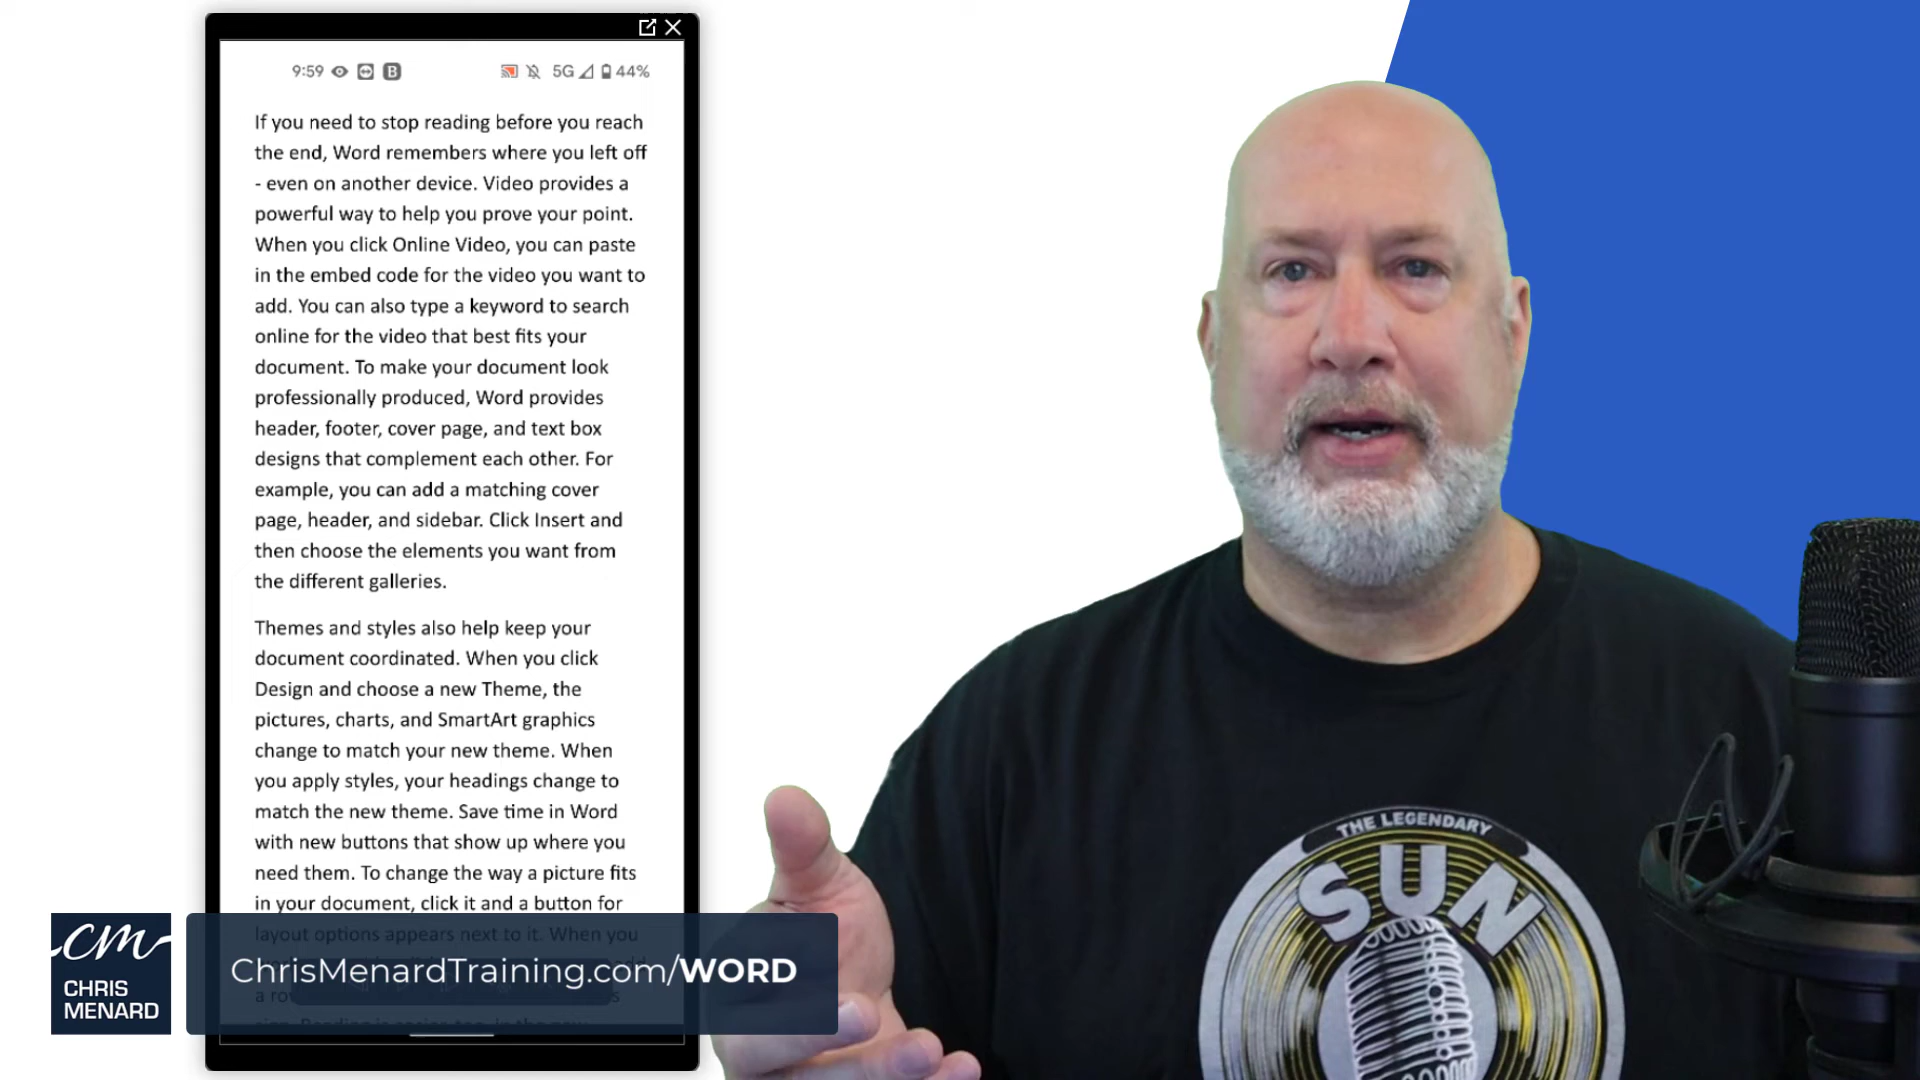 9:59
B
5G
44%
If you need to stop reading before you reach
the end, Word remembers where you left off
- even on another device. Video provides a
powerful way to help you prove your point.
When you click Online Video, you can paste
in the embed code for the video you want to
add. You can also type a keyword to search
online for the video that best fits your
document. To make your document look
professionally produced, Word provides
header, footer, cover page, and text box
designs that complement each other. For
example, you can add a matching cover
page, header, and sidebar. Click Insert and
then choose the elements you want from
the different galleries.
Themes and styles also help keep your
document coordinated. When you click
Design and choose a new Theme, the
pictures, charts, and SmartArt graphics
change to match your new theme. When
you apply styles, your headings change to
match the new theme. Save time in Word
with new buttons that show up where you
need them. To change the way a picture fits
in your document, click it and a button for
layout options appears next to it. When you
a
cm
CHRIS
MENARD
ChrisMenardTraining.com/WORD
THE LEGENDARY
SUN